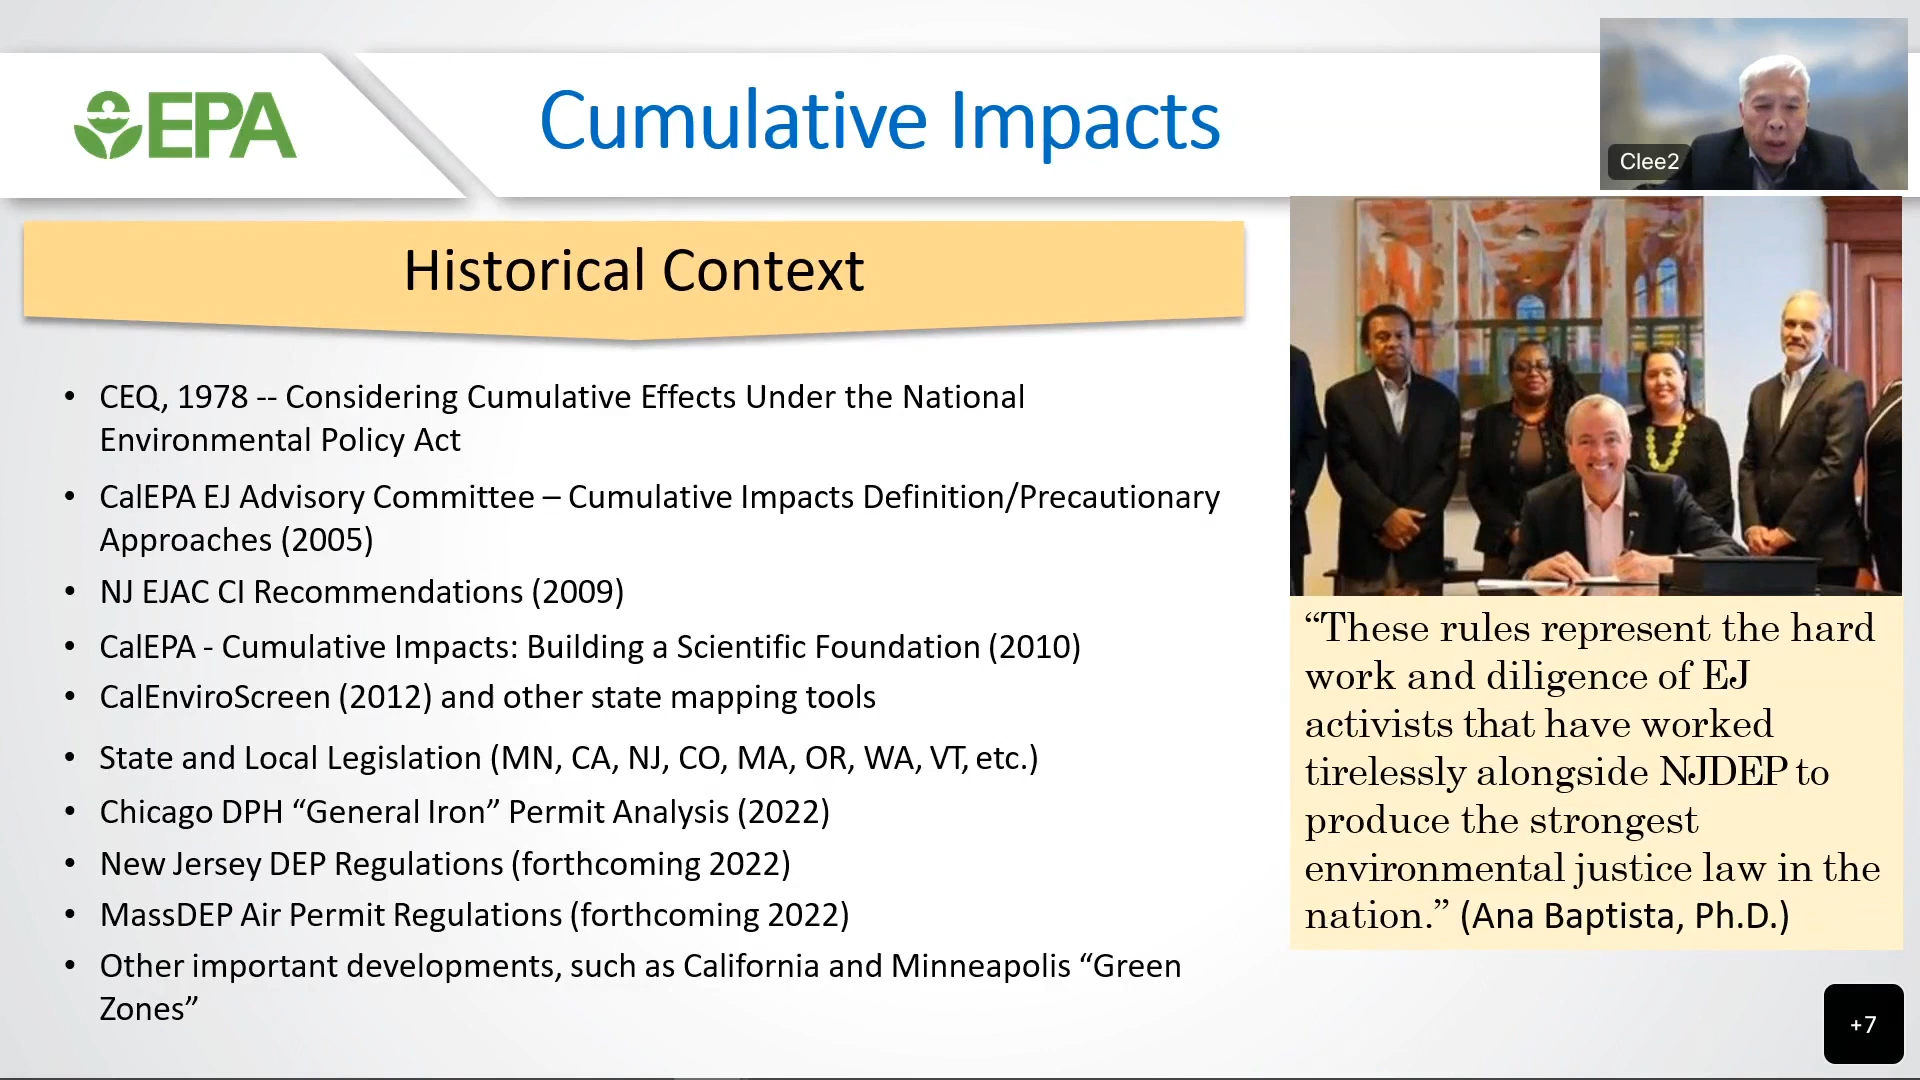 EPA
Cumulative Impacts
Clee2
Historical Context
• CEQ, 1978 -- Considering Cumulative Effects Under the National
Environmental Policy Act
• CalEPA EJ Advisory Committee – Cumulative Impacts Definition/Precautionary
Approaches (2005)
• NJ EJAC CI Recommendations (2009)
• CalEPA - Cumulative Impacts: Building a Scientific Foundation (2010)
• CalEnviroScreen (2012) and other state mapping tools
• State and Local Legislation (MN, CA, NJ, CO, MA, OR, WA, VT, etc.)
• Chicago DPH “General Iron” Permit Analysis (2022)
• New Jersey DEP Regulations (forthcoming 2022)
• MassDEP Air Permit Regulations (forthcoming 2022)
• Other important developments, such as California and Minneapolis “Green
Zones”
“These rules represent the hard
work and diligence of EJ
activists that have worked
tirelessly alongside NJDEP to
produce the strongest
environmental justice law in the
nation.” (Ana Baptista, Ph.D.)
+7